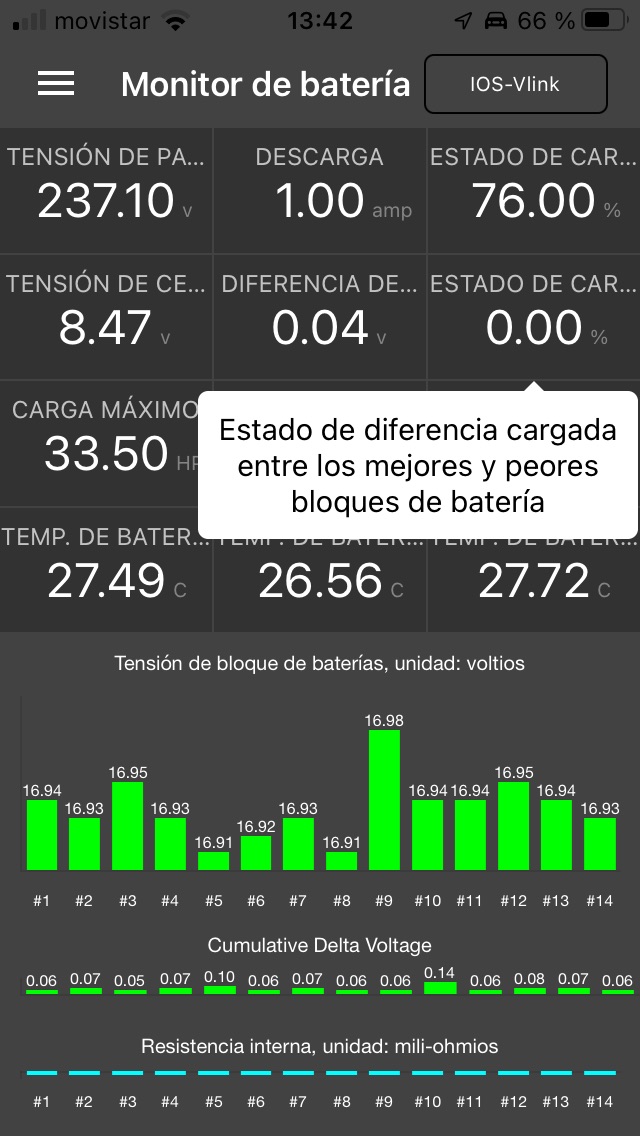 movistar 13:42 66 %
Monitor de batería IOS-Vlink
TENSIÓN DE PA... DESCARGA ESTADO DE CAR...
237.10 v 1.00 amp 76.00 %
TENSIÓN DE CE... DIFERENCIA DE... ESTADO DE CAR...
8.47 v 0.04 v 0.00 %
CARGA MÁXIMO
33.50 HP
Estado de diferencia cargada
entre los mejores y peores
bloques de batería
TEMP. DE BATER... TEMP. DE BATER... TEMP. DE BATER...
27.49 C 26.56 C 27.72 C
Tensión de bloque de baterías, unidad: voltios
16.94 16.93 16.95 16.93 16.91 16.92 16.93 16.91 16.98 16.94 16.94 16.95 16.94 16.93
#1 #2 #3 #4 #5 #6 #7 #8 #9 #10 #11 #12 #13 #14
Cumulative Delta Voltage
0.06 0.07 0.05 0.07 0.10 0.06 0.07 0.06 0.06 0.14 0.06 0.08 0.07 0.06
Resistencia interna, unidad: mili-ohmios
#1 #2 #3 #4 #5 #6 #7 #8 #9 #10 #11 #12 #13 #14